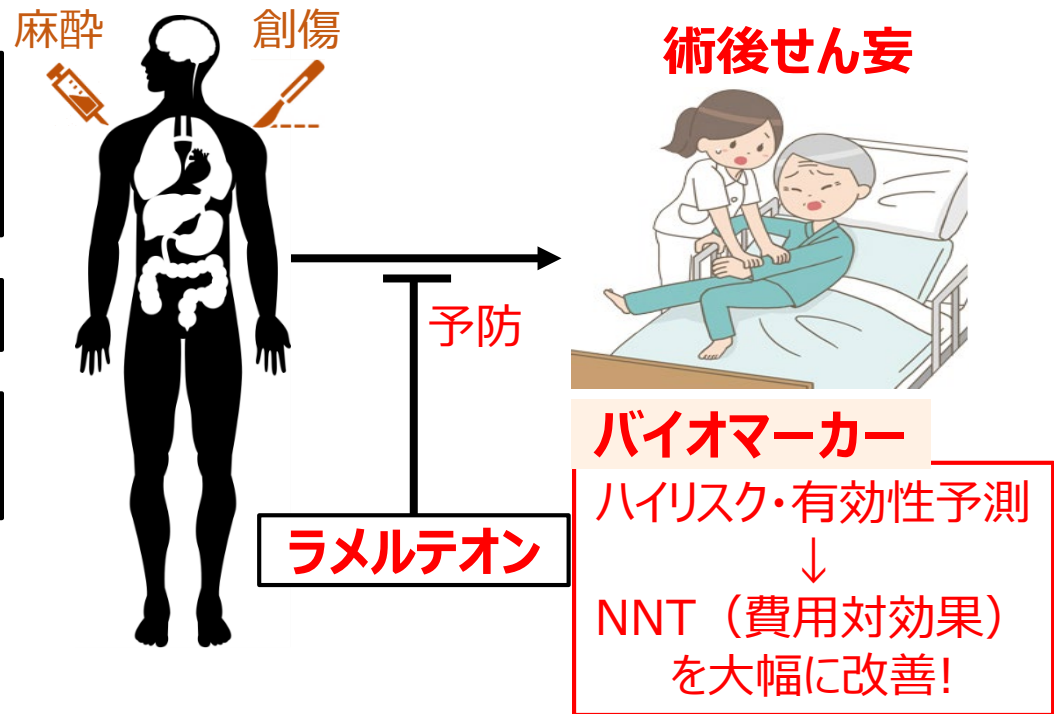 麻酔
創傷
術後せん妄
予防
ラメルテオン
バイオマーカー
ハイリスク・有効性予測
↓
NNT（費用対効果）
を大幅に改善!